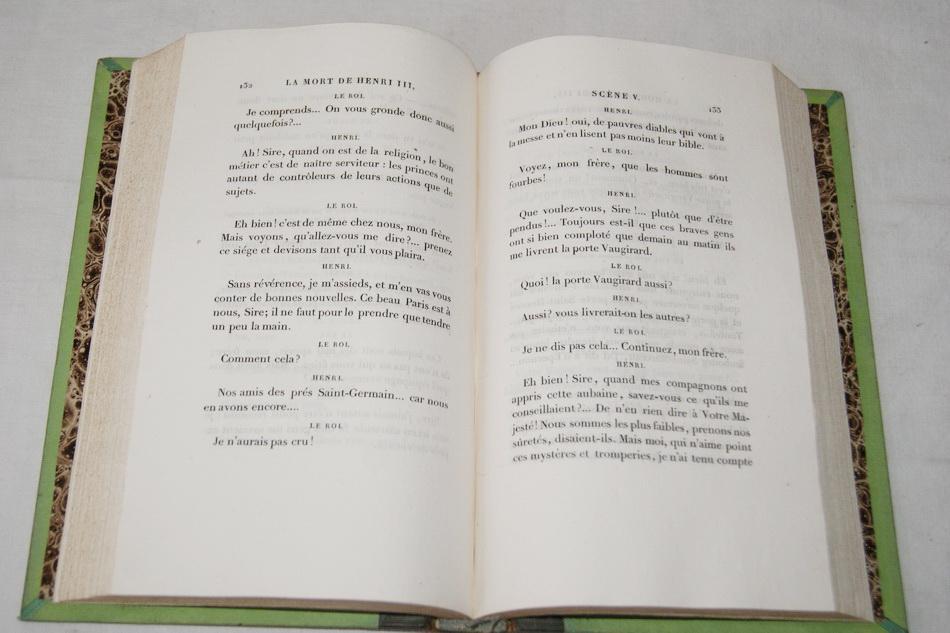 132
LA MORT DE HENRI III,
LE ROI.
Je comprends... On vous gronde donc aussi
quelquefois?...
HENRI.
Ah! Sire, quand on est de la religion, le bon
métier c'est de naître serviteur : les princes ont
autant de contrôleurs de leurs actions que de
sujets.
LE ROI.
Eh bien! c'est de même chez nous, mon frère.
Mais voyons, qu'allez-vous me dire?... prenez
ce siége et devisons tant qu'il vous plaira.
HENRI.
Sans révérence, je m'assieds, et m'en vas vous
conter de bonnes nouvelles. Ce beau Paris est à
nous, Sire; il ne faut pour le prendre que tendre
un peu la main.
LE ROI.
Comment cela?
HENRI.
Nos amis des prés Saint-Germain... car nous
en avons encore....
LE ROI.
Je n'aurais pas cru!
SCÈNE V.
133
HENRI.
Mon Dieu! oui, de pauvres diables qui vont à
la messe et n'en lisent pas moins leur bible.
LE ROI.
Voyez, mon frère, que les hommes sont
fourbes!
HENRI.
Que voulez-vous, Sire!... plutôt que d'être
pendus!... Toujours est-il que ces braves gens
ont si bien comploté que demain au matin ils
me livrent la porte Vaugirard.
LE ROI.
Quoi! la porte Vaugirard aussi?
HENRI.
Aussi? vous livrerait-on les autres?
LE ROI.
Je ne dis pas cela... Continuez, mon frère.
HENRI.
Eh bien! Sire, quand mes compagnons ont
appris cette aubaine, savez-vous ce qu'ils me
conseillaient?... De n'en rien dire à Votre Ma-
jesté! Nous sommes les plus faibles, prenons nos
sûretés, disaient-ils. Mais moi, qui n'aime point
ces mystères et tromperies, je n'ai tenu compte